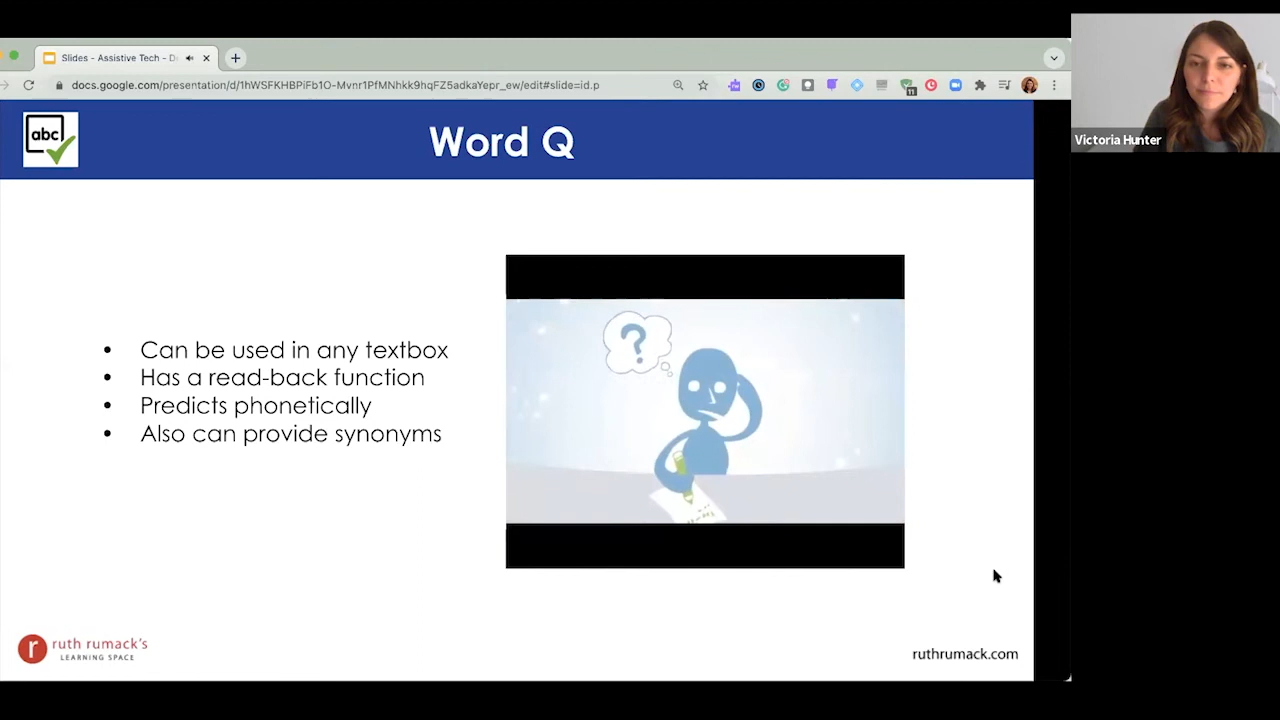 Slides - Assistive Tech - D
docs.google.com/presentation/d/1hWSFKHBPiFb1O-Mvnr1PfMNhkk9hqFZ5adkaYepr_ew/edit#slide=id.p
11
Victoria Hunter
abc
Word Q
?
• Can be used in any textbox
• Has a read-back function
• Predicts phonetically
• Also can provide synonyms
r ruth rumack's
LEARNING SPACE
ruthrumack.com